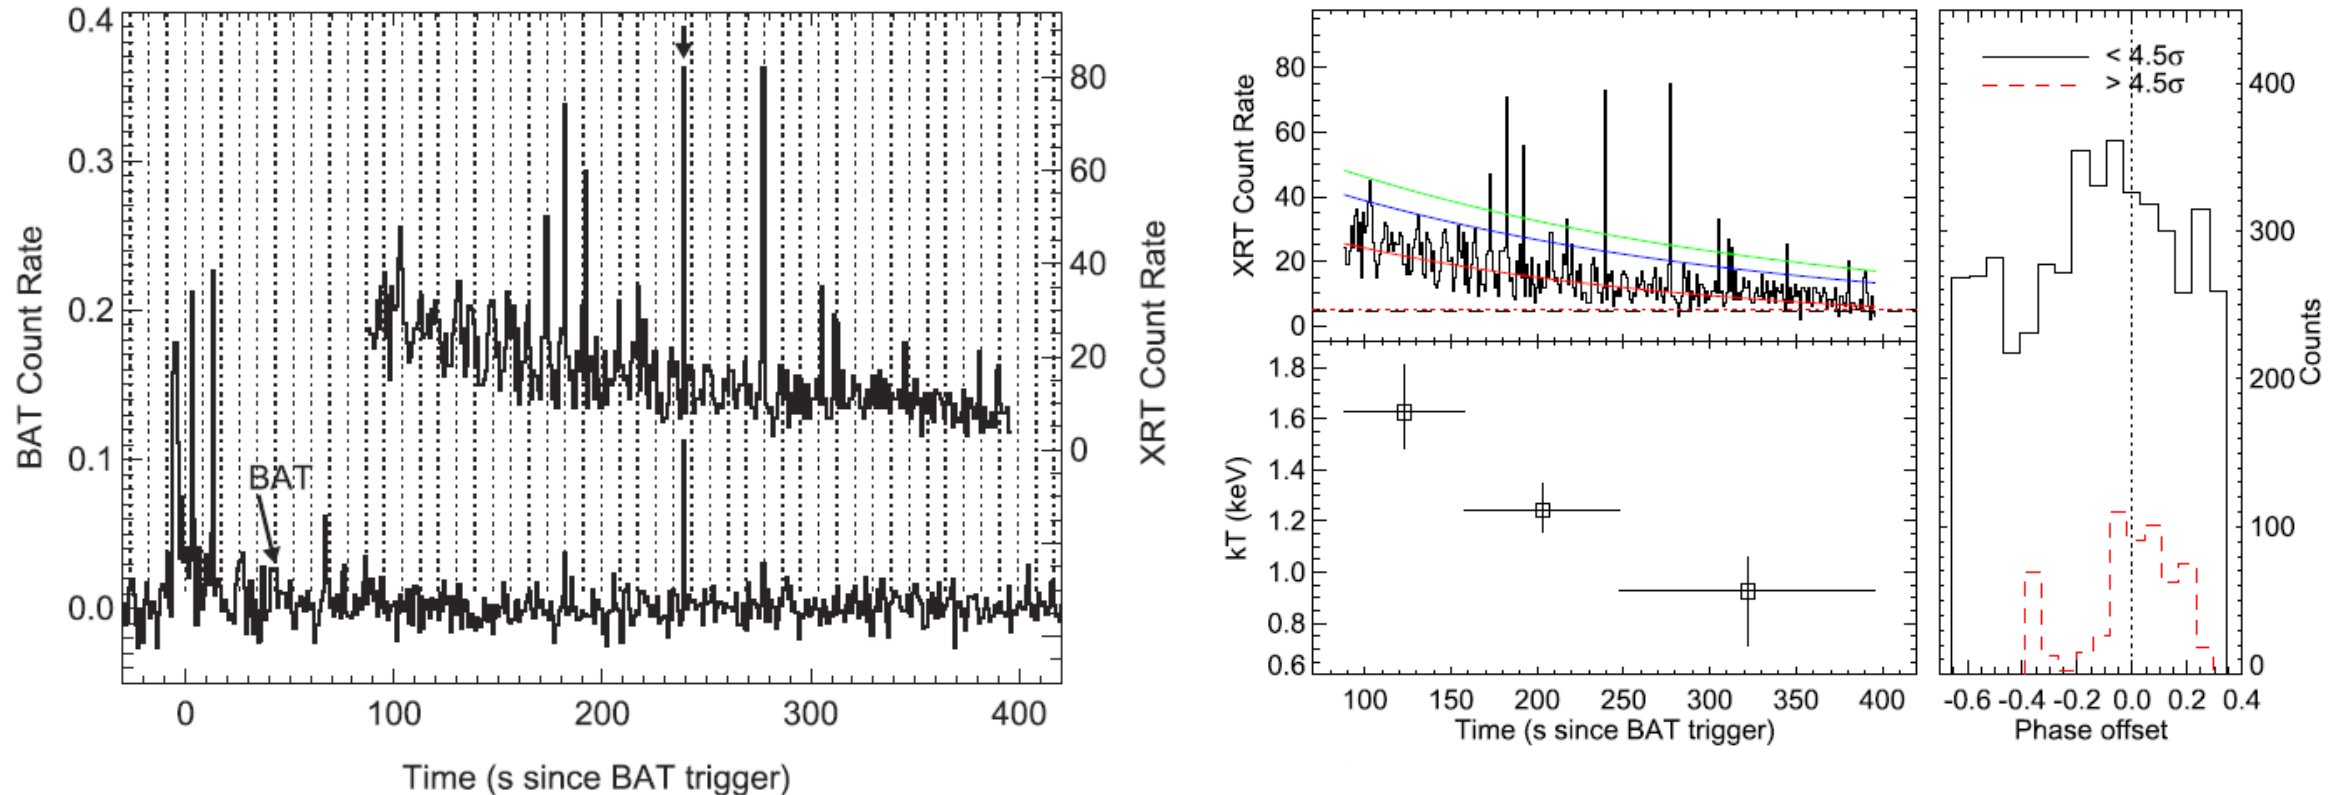 0.4
0.3
0.2
0.1
0.0
BAT Count Rate
BAT
80
60
40
20
0
XRT Count Rate
0 100 200 300 400
Time (s since BAT trigger)
80
60
40
20
0
XRT Count Rate
1.8
1.6
1.4
1.2
1.0
0.8
0.6
kT (keV)
100 150 200 250 300 350 400
Time (s since BAT trigger)
< 4.5σ
> 4.5σ
400
300
200
100
0
Counts
-0.6 -0.4 -0.2 0.0 0.2 0.4
Phase offset